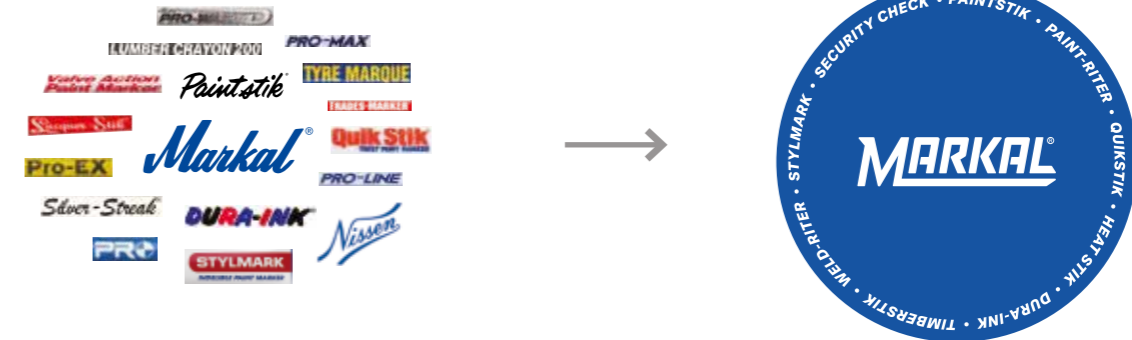 PRO-MAX
LUMBER CRAYON 200
Valve Action
Paint Marker
Paintstik
TYRE MARQUE
TRADES-MARKER
Markal®
Quik Stik
Pro-EX
PRO-LINE
Silver-Streak
DURA-INK
Nissen
PRO
STYLMARK
SECURITY CHECK • PAINTSTIK • PAINT-RITER • QUIKSTIK • HEAT STIK • DURA-INK • TIMBERSTIK • WELD-RITER • STYLMARK •
MARKAL®